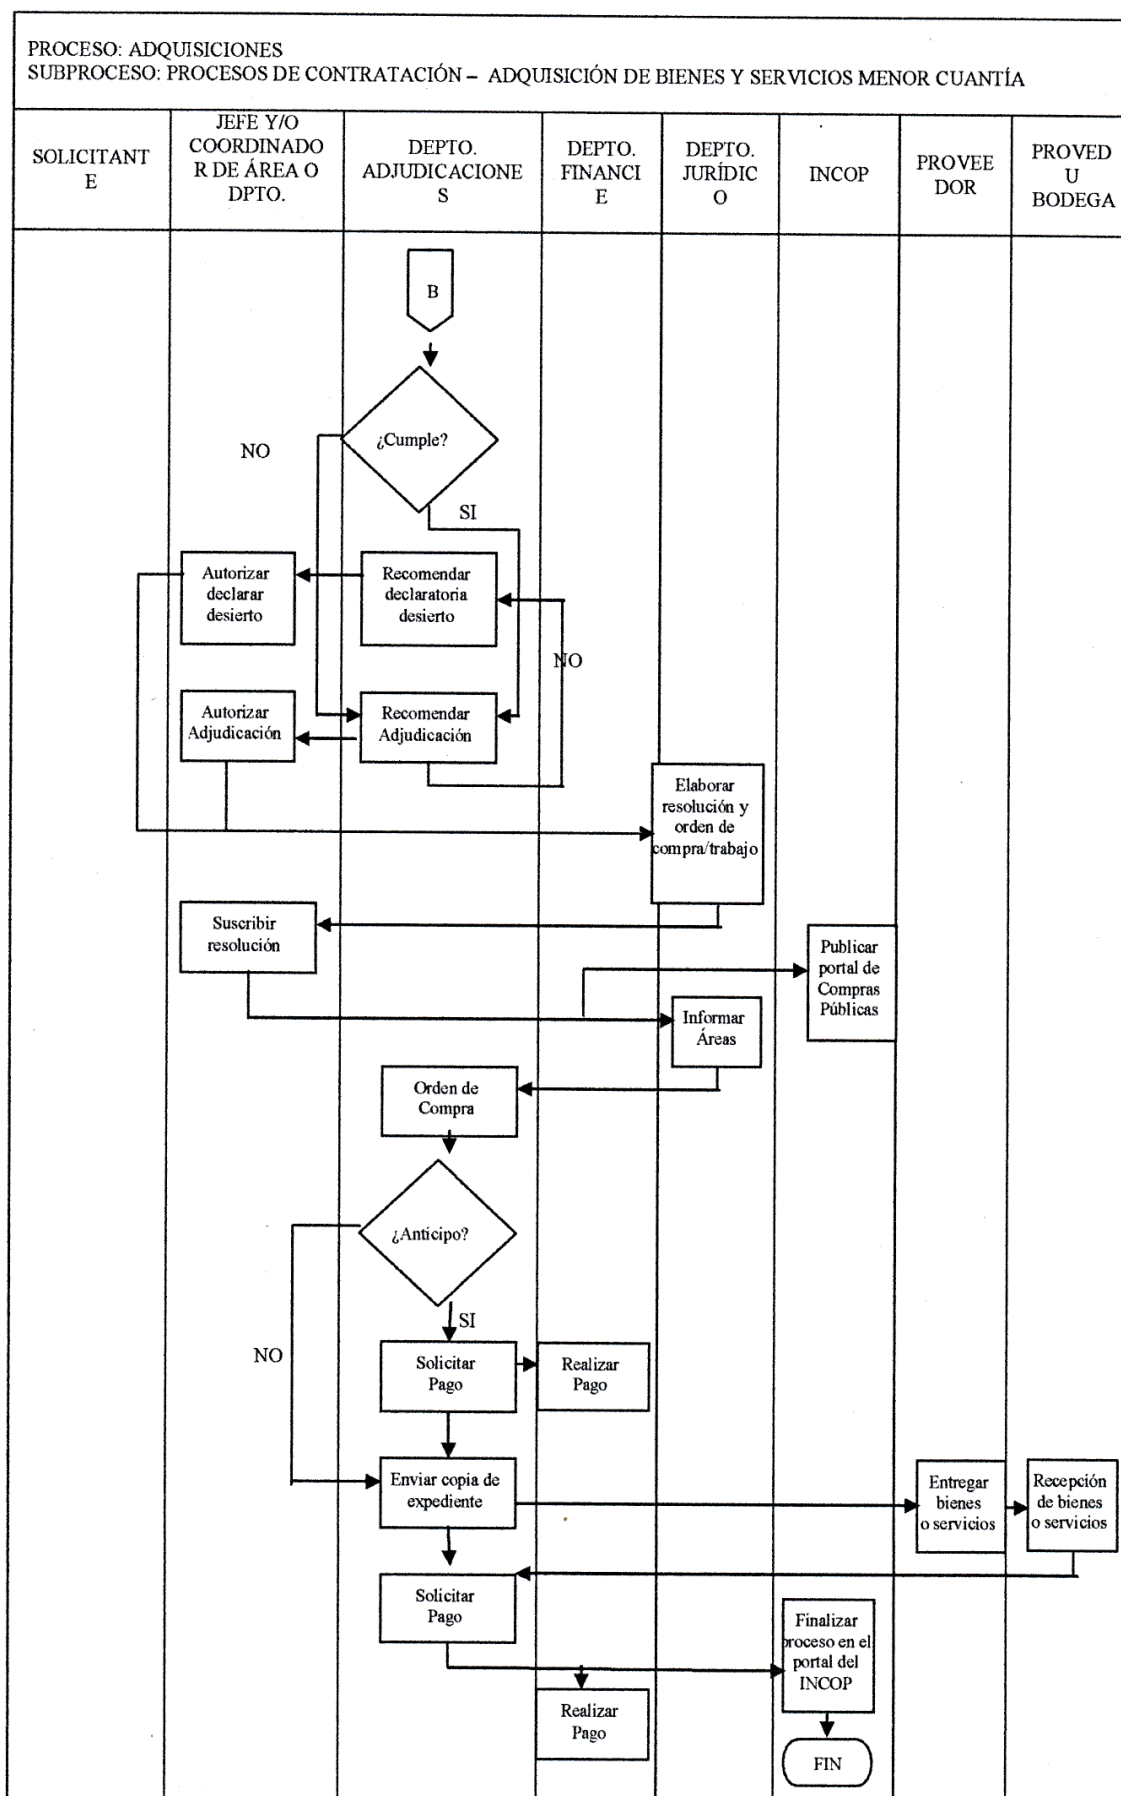 PROCESO: ADQUISICIONES
SUBPROCESO: PROCESOS DE CONTRATACIÓN – ADQUISICIÓN DE BIENES Y SERVICIOS MENOR CUANTÍA
SOLICITANT
E
JEFE Y/O
COORDINADO
R DE ÁREA O
DPTO.
DEPTO.
ADJUDICACIONE
S
DEPTO.
FINANCI
E
DEPTO.
JURÍDIC
O
INCOP
PROVEE
DOR
PROVED
U
BODEGA
B
¿Cumple?
NO
SI
Autorizar
declarar
desierto
Recomendar
declaratoria
desierto
NO
Autorizar
Adjudicación
Recomendar
Adjudicación
Elaborar
resolución y
orden de
compra/trabajo
Suscribir
resolución
Publicar
portal de
Compras
Públicas
Informar
Áreas
Orden de
Compra
¿Anticipo?
SI
NO
Solicitar
Pago
Realizar
Pago
Enviar copia de
expediente
Entregar
bienes
o servicios
Recepción
de bienes
o servicios
Solicitar
Pago
Finalizar
proceso en el
portal del
INCOP
Realizar
Pago
FIN